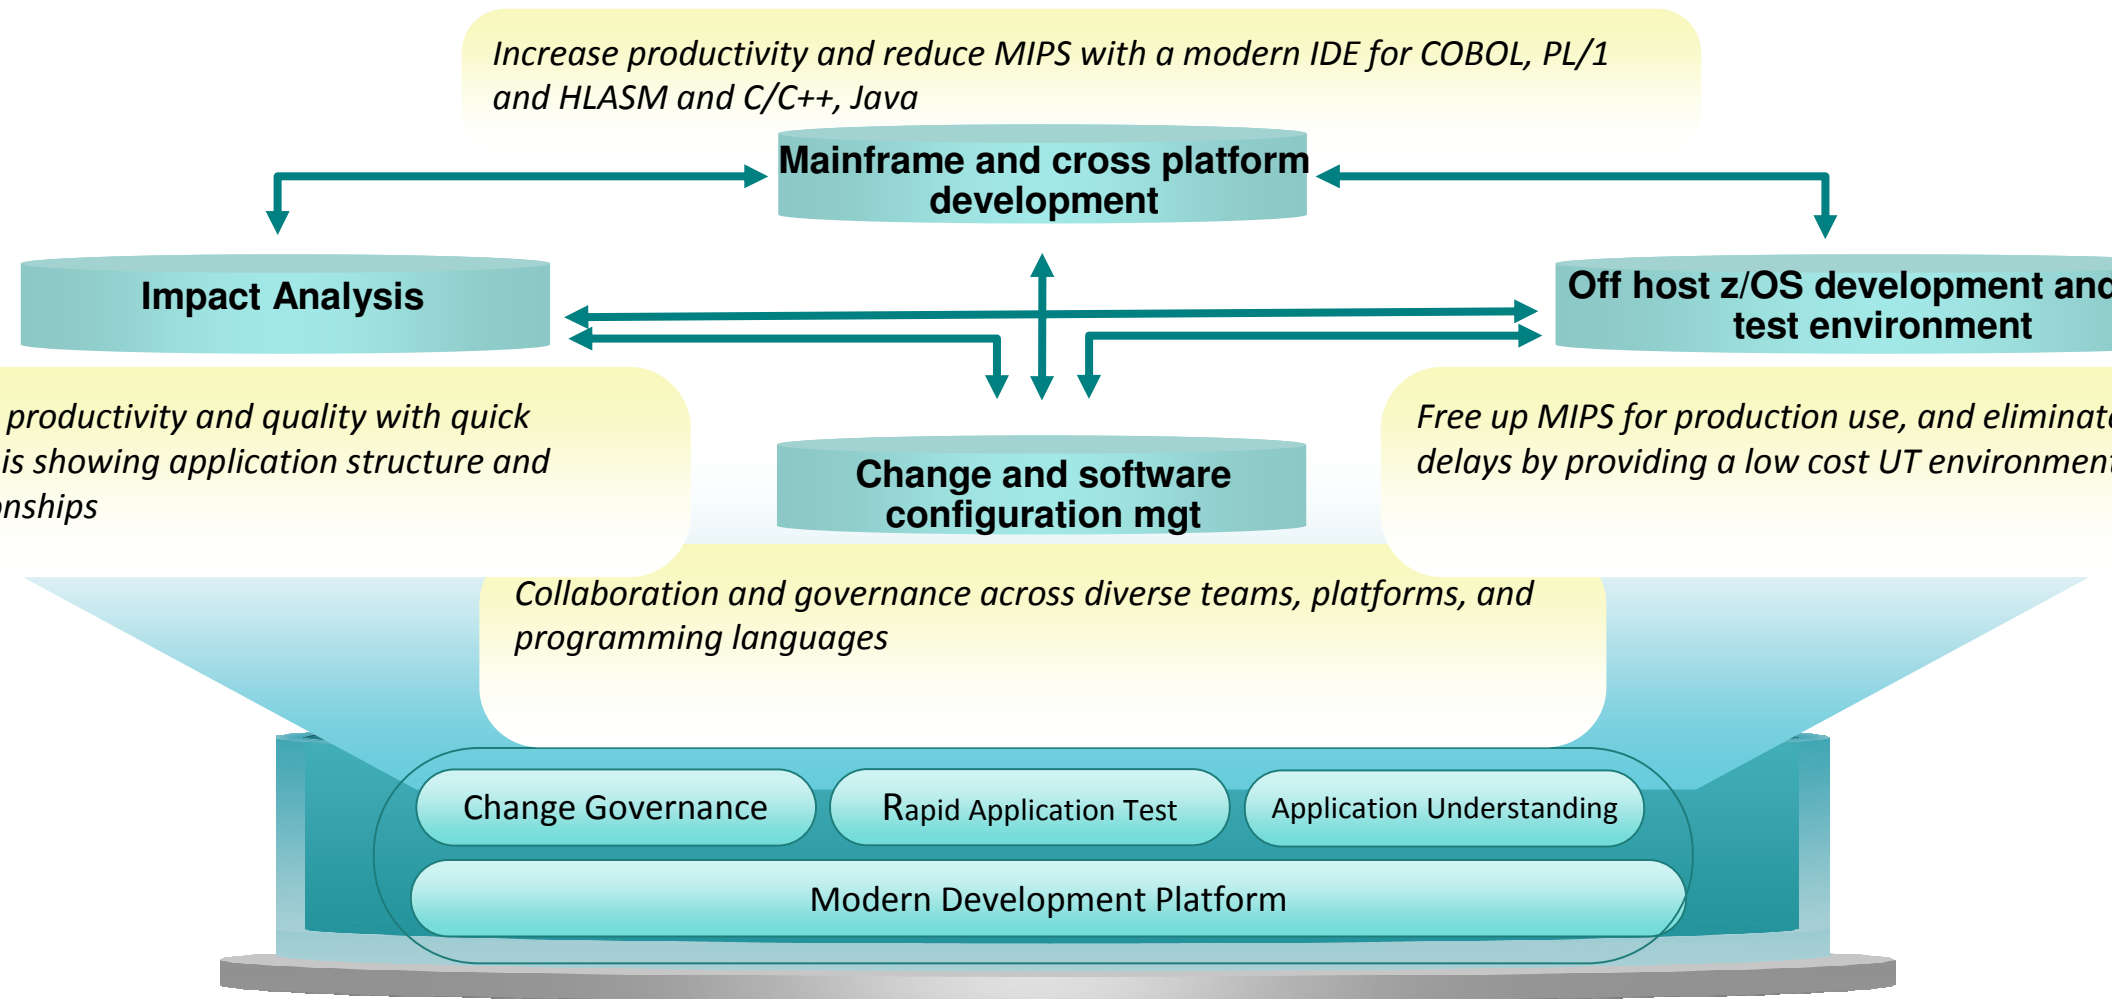 Increase productivity and reduce MIPS with a modern IDE for COBOL, PL/1
and HLASM and C/C++, Java
Mainframe and cross platform
development
Impact Analysis
Off host z/OS development and
test environment
productivity and quality with quick
is showing application structure and
onships
Free up MIPS for production use, and eliminate
delays by providing a low cost UT environment
Change and software
configuration mgt
Collaboration and governance across diverse teams, platforms, and
programming languages
Change Governance
Rapid Application Test
Application Understanding
Modern Development Platform